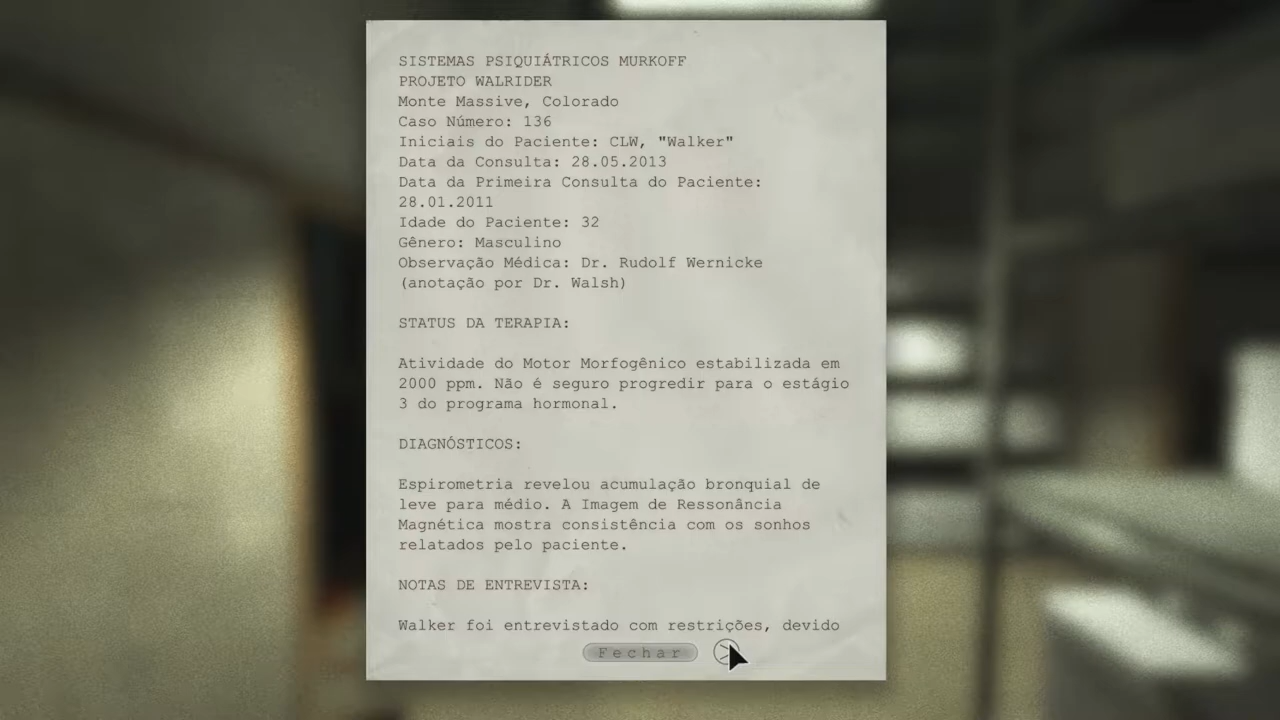 SISTEMAS PSIQUIÁTRICOS MURKOFF
PROJETO WALRIDER
Monte Massive, Colorado
Caso Número: 136
Iniciais do Paciente: CLW, "Walker"
Data da Consulta: 28.05.2013
Data da Primeira Consulta do Paciente:
28.01.2011
Idade do Paciente: 32
Gênero: Masculino
Observação Médica: Dr. Rudolf Wernicke
(anotação por Dr. Walsh)
STATUS DA TERAPIA:
Atividade do Motor Morfogênico estabilizada em
2000 ppm. Não é seguro progredir para o estágio
3 do programa hormonal.
DIAGNÓSTICOS:
Espirometria revelou acumulação bronquial de
leve para médio. A Imagem de Ressonância
Magnética mostra consistência com os sonhos
relatados pelo paciente.
NOTAS DE ENTREVISTA:
Walker foi entrevistado com restrições, devido
Fechar